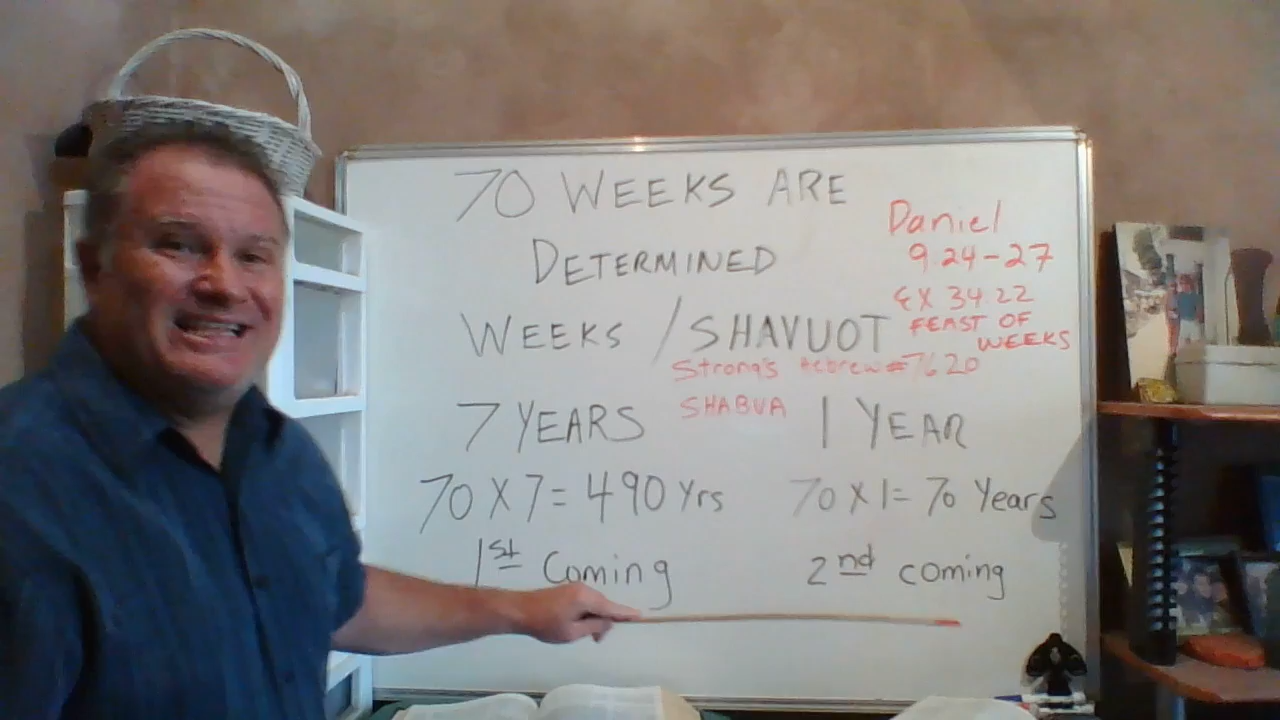 70 WEEKS ARE
DETERMINED
Daniel
9:24-27
EX 34:22
FEAST OF
WEEKS
WEEKS / SHAVUOT
Strong's Hebrew #7620
SHABUA
7 YEARS 1 YEAR
70 X 7 = 490 Yrs 70 X 1 = 70 Years
1st Coming 2nd coming